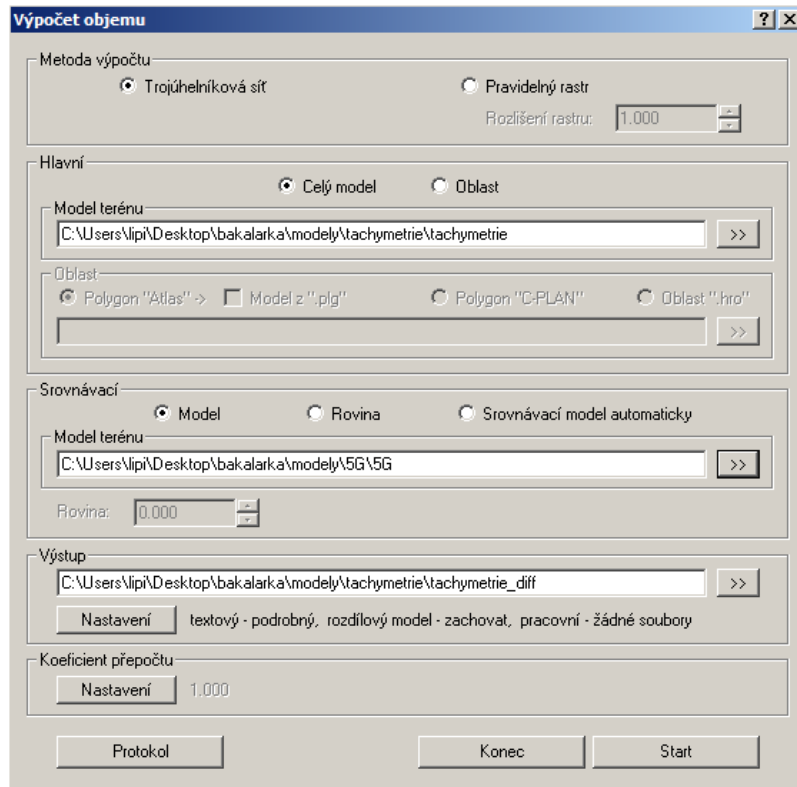 Výpočet objemu
Metoda výpočtu
Trojúhelníková síť Pravidelný rastr
Rozlišení rastru: 1.000
Hlavní
Celý model Oblast
Model terénu
C:\Users\lipi\Desktop\bakalarka\modely\tachymetrie\tachymetrie >>
Oblast
Polygon "Atlas" -> Model z ".plg" Polygon "C-PLAN" Oblast ".hro"
>>
Srovnávací
Model Rovina Srovnávací model automaticky
Model terénu
C:\Users\lipi\Desktop\bakalarka\modely\5G\5G >>
Rovina: 0.000
Výstup
C:\Users\lipi\Desktop\bakalarka\modely\tachymetrie\tachymetrie_diff >>
Nastavení textový - podrobný, rozdílový model - zachovat, pracovní - žádné soubory
Koeficient přepočtu
Nastavení 1.000
Protokol Konec Start